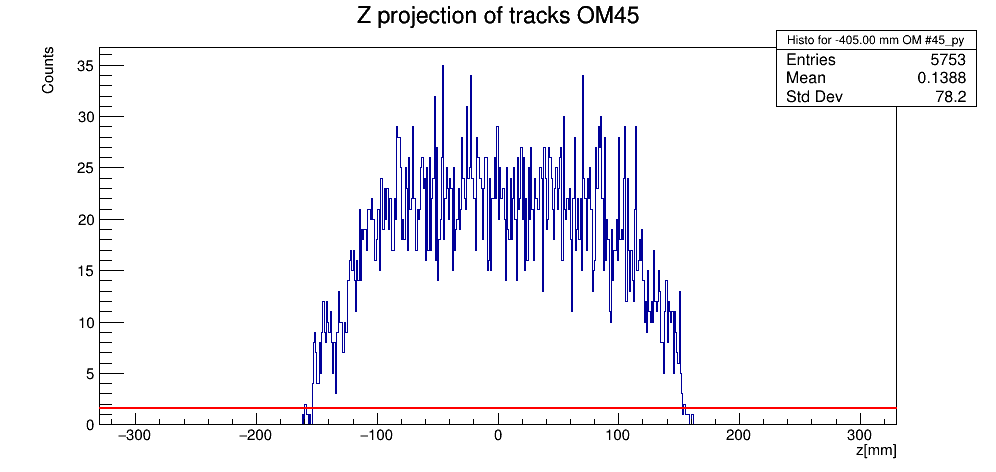 Z projection of tracks OM45
Histo for -405.00 mm OM #45_py
Entries 5753
Mean 0.1388
Std Dev 78.2
Counts
35
30
25
20
15
10
5
0
−300 −200 −100 0 100 200 300
z[mm]